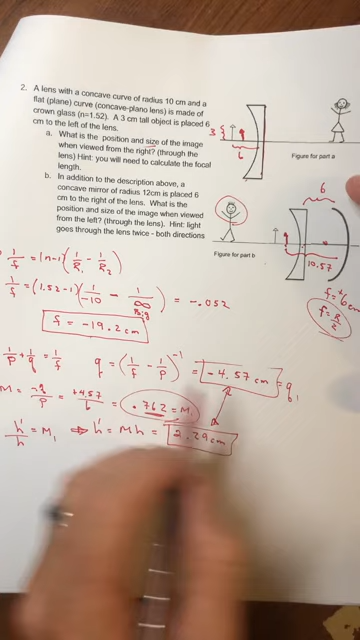 2. A lens with a concave curve of radius 10 cm and a
flat (plane) curve (concave-plano lens) is made of
crown glass (n=1.52). A 3 cm tall object is placed 6
cm to the left of the lens.
a. What is the position and size of the image
when viewed from the right? (through the
lens) Hint: you will need to calculate the focal
length.
b. In addition to the description above, a
concave mirror of radius 12cm is placed 6
cm to the right of the lens. What is the
position and size of the image when viewed
from the left? (through the lens). Hint: light
goes through the lens twice - both directions
3
6
Figure for part a
6
10.57
Figure for part b
f = +6cm
f = R/2
1/f = (n-1)(1/R₁ - 1/R₂)
1/f = (1.52-1)(1/-10 - 1/∞) = -.052
Big
f = -19.2 cm
1/p + 1/q = 1/f q = (1/f - 1/p)⁻¹ = -4.57 cm = q₁
M = -q/p = +4.57/6 = .762 = M₁
h'/h = M₁ ⇒ h' = Mh = 2.29 cm